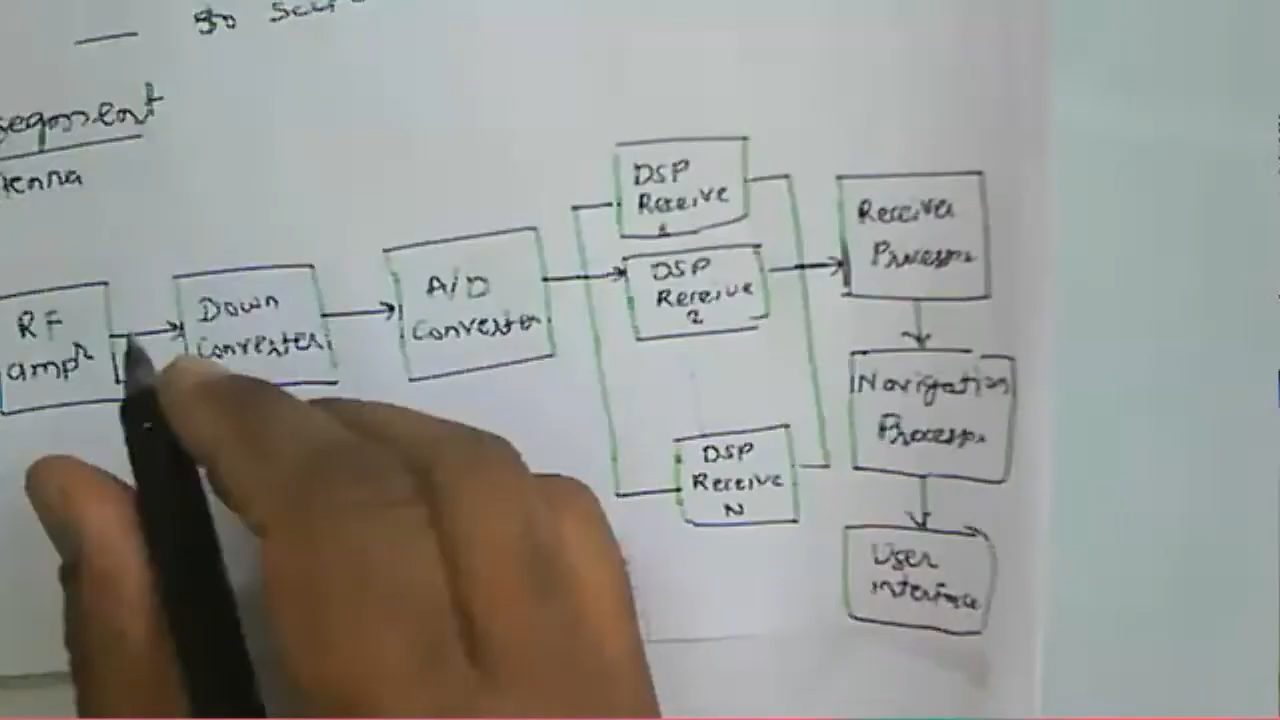 segment
tenna
RF
ampr
Down
Converter
A/D
Converter
DSP
Receive
1
DSP
Receive
2
DSP
Receive
N
Receiver
Processor
Navigation
Processor
User
interface